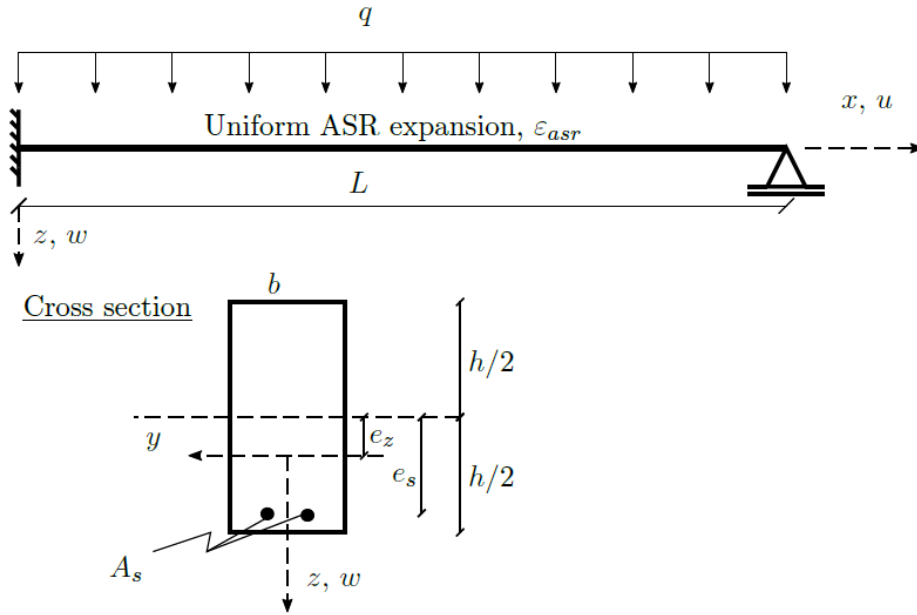 q
x, u
Uniform ASR expansion, ε_asr
L
z, w
Cross section
b
h/2
y
e_z
e_s
h/2
A_s
z, w